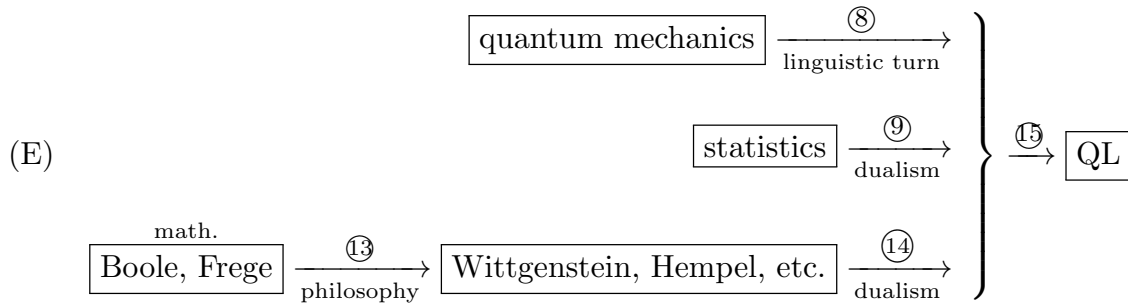 ⑧
quantum mechanics
linguistic turn
⑨
(E) statistics ⑮ QL
dualism
math. ⑬ ⑭
Boole, Frege Wittgenstein, Hempel, etc.
philosophy dualism